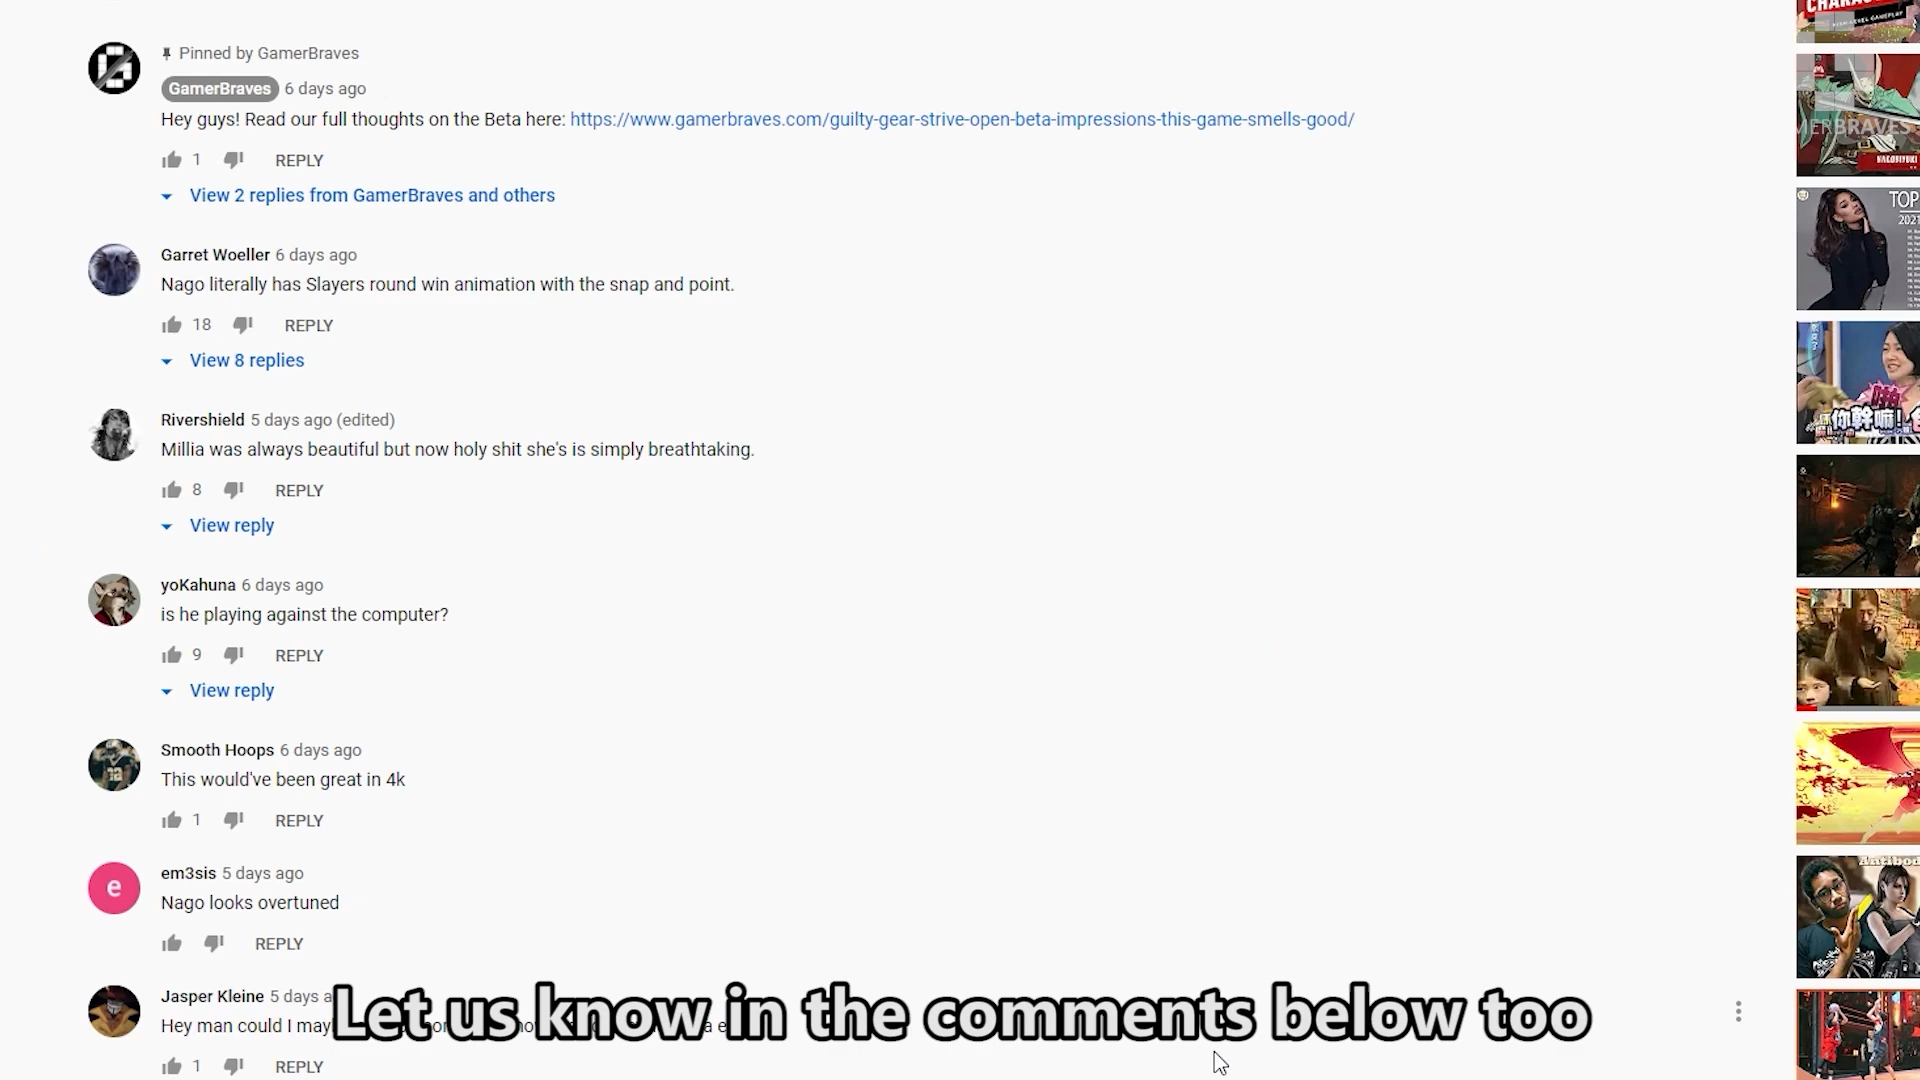 Pinned by GamerBraves
GamerBraves 6 days ago
Hey guys! Read our full thoughts on the Beta here: https://www.gamerbraves.com/guilty-gear-strive-open-beta-impressions-this-game-smells-good/
1 REPLY
View 2 replies from GamerBraves and others
Garret Woeller 6 days ago
Nago literally has Slayers round win animation with the snap and point.
18 REPLY
View 8 replies
Rivershield 5 days ago (edited)
Millia was always beautiful but now holy shit she's is simply breathtaking.
8 REPLY
View reply
yoKahuna 6 days ago
is he playing against the computer?
9 REPLY
View reply
Smooth Hoops 6 days ago
This would've been great in 4k
1 REPLY
e
em3sis 5 days ago
Nago looks overtuned
REPLY
Jasper Kleine 5 days
Hey man could I
1 REPLY
Let us know in the comments below too
BRAVES
NAGORIYUKI
TOP
2021
你幹嘛!